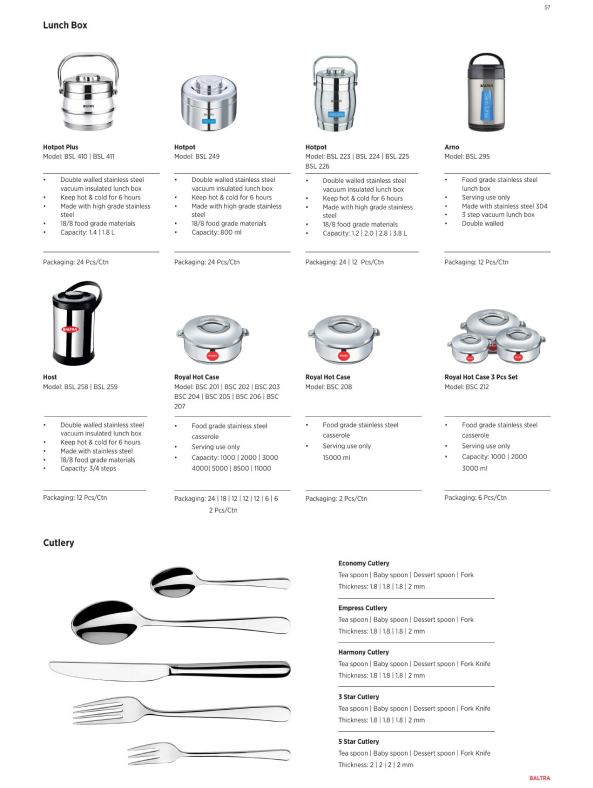 57
Lunch Box
Hotpot Plus
Model: BSL 410 | BSL 411
• Double walled stainless steel
vacuum insulated lunch box
• Keep hot & cold for 6 hours
• Made with high grade stainless
steel
• 18/8 food grade materials
• Capacity: 1.4 | 1.8 L
Packaging: 24 Pcs/Ctn
Hotpot
Model: BSL 249
• Double walled stainless steel
vacuum insulated lunch box
• Keep hot & cold for 6 hours
• Made with high grade stainless
steel
• 18/8 food grade materials
• Capacity: 800 ml
Packaging: 24 Pcs/Ctn
Hotpot
Model: BSL 223 | BSL 224 | BSL 225
BSL 226
• Double walled stainless steel
vacuum insulated lunch box
• Keep hot & cold for 6 hours
• Made with high grade stainless
steel
• 18/8 food grade materials
• Capacity: 1.2 | 2.0 | 2.8 | 3.8 L
Packaging: 24 | 12 Pcs/Ctn
Arno
Model: BSL 295
• Food grade stainless steel
lunch box
• Serving use only
• Made with stainless steel 304
• 3 step vacuum lunch box
• Double walled
Packaging: 12 Pcs/Ctn
BALTRA
Host
Model: BSL 258 | BSL 259
• Double walled stainless steel
vacuum insulated lunch box
• Keep hot & cold for 6 hours
• Made with stainless steel
• 18/8 food grade materials
• Capacity: 3/4 steps
Packaging: 12 Pcs/Ctn
Royal Hot Case
Model: BSC 201 | BSC 202 | BSC 203
BSC 204 | BSC 205 | BSC 206 | BSC
207
• Food grade stainless steel
casserole
• Serving use only
• Capacity: 1000 | 2000 | 3000
4000| 5000 | 8500 | 11000
Packaging: 24 | 18 | 12 | 12 | 12 | 6 | 6
2 Pcs/Ctn
Royal Hot Case
Model: BSC 208
• Food grade stainless steel
casserole
• Serving use only
15000 ml
Packaging: 2 Pcs/Ctn
Royal Hot Case 3 Pcs Set
Model: BSC 212
• Food grade stainless steel
casserole
• Serving use only
• Capacity: 1000 | 2000
3000 ml
Packaging: 6 Pcs/Ctn
Cutlery
Economy Cutlery
Tea spoon | Baby spoon | Dessert spoon | Fork
Thickness: 1.8 | 1.8 | 1.8 | 2 mm
Empress Cutlery
Tea spoon | Baby spoon | Dessert spoon | Fork
Thickness: 1.8 | 1.8 | 1.8 | 2 mm
Harmony Cutlery
Tea spoon | Baby spoon | Dessert spoon | Fork Knife
Thickness: 1.8 | 1.8 | 1.8 | 2 mm
3 Star Cutlery
Tea spoon | Baby spoon | Dessert spoon | Fork Knife
Thickness: 1.8 | 1.8 | 1.8 | 2 mm
5 Star Cutlery
Tea spoon | Baby spoon | Dessert spoon | Fork Knife
Thickness: 2 | 2 | 2 | 2 mm
BALTRA